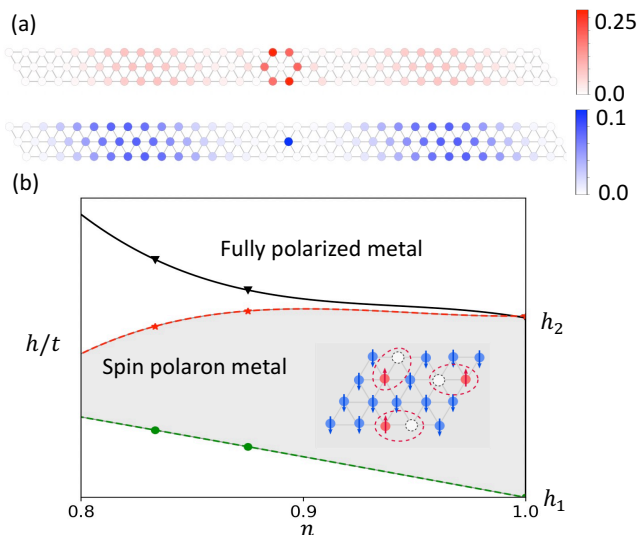 (a)
0.25
0.0
0.1
0.0
(b)
Fully polarized metal
h₂
h/t
Spin polaron metal
h₁
0.8
0.9
1.0
n